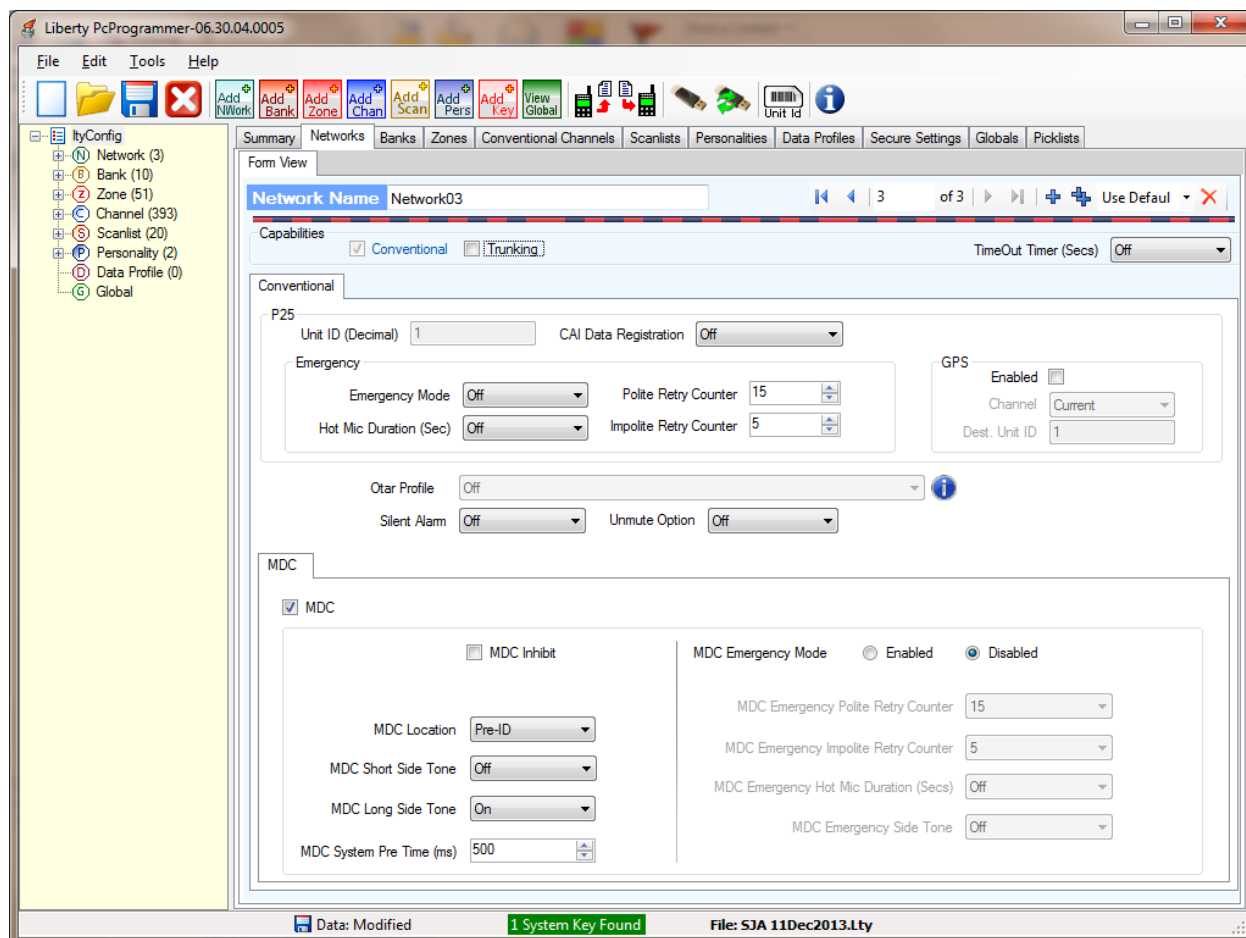 Liberty PcProgrammer-06.30.04.0005
File Edit Tools Help
Add NWork Add Bank Add Zone Add Chan Add Scan Add Pers Add Key View Global Unit Id
ltyConfig
Network (3)
Bank (10)
Zone (51)
Channel (393)
Scanlist (20)
Personality (2)
Data Profile (0)
Global
Summary Networks Banks Zones Conventional Channels Scanlists Personalities Data Profiles Secure Settings Globals Picklists
Form View
Network Name Network03 3 of 3 Use Defaul
Capabilities
Conventional Trunking TimeOut Timer (Secs) Off
Conventional
P25
Unit ID (Decimal) 1 CAI Data Registration Off
Emergency
Emergency Mode Off Polite Retry Counter 15
Hot Mic Duration (Sec) Off Impolite Retry Counter 5
GPS
Enabled
Channel Current
Dest. Unit ID 1
Otar Profile Off
Silent Alarm Off Unmute Option Off
MDC
MDC
MDC Inhibit
MDC Location Pre-ID
MDC Short Side Tone Off
MDC Long Side Tone On
MDC System Pre Time (ms) 500
MDC Emergency Mode Enabled Disabled
MDC Emergency Polite Retry Counter 15
MDC Emergency Impolite Retry Counter 5
MDC Emergency Hot Mic Duration (Secs) Off
MDC Emergency Side Tone Off
Data: Modified 1 System Key Found File: SJA 11Dec2013.Lty